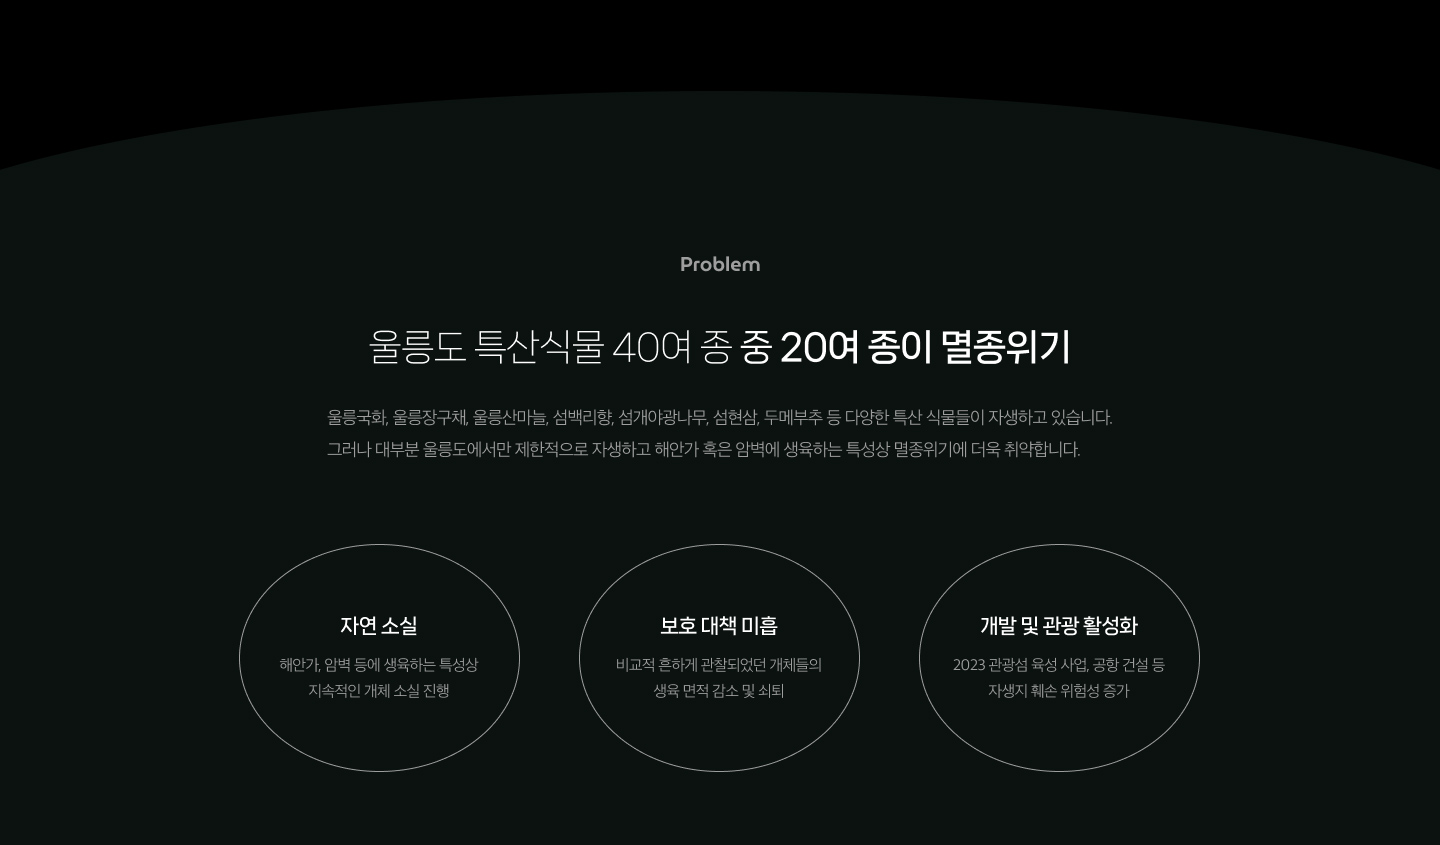 Problem
울릉도 특산식물 40여 종 중 20여 종이 멸종위기
울릉국화, 울릉장구채, 울릉산마늘, 섬백리향, 섬개야광나무, 섬현삼, 두메부추 등 다양한 특산 식물들이 자생하고 있습니다.
그러나 대부분 울릉도에서만 제한적으로 자생하고 해안가 혹은 암벽에 생육하는 특성상 멸종위기에 더욱 취약합니다.
자연 소실
해안가, 암벽 등에 생육하는 특성상
지속적인 개체 소실 진행
보호 대책 미흡
비교적 흔하게 관찰되었던 개체들의
생육 면적 감소 및 쇠퇴
개발 및 관광 활성화
2023 관광섬 육성 사업, 공항 건설 등
자생지 훼손 위험성 증가